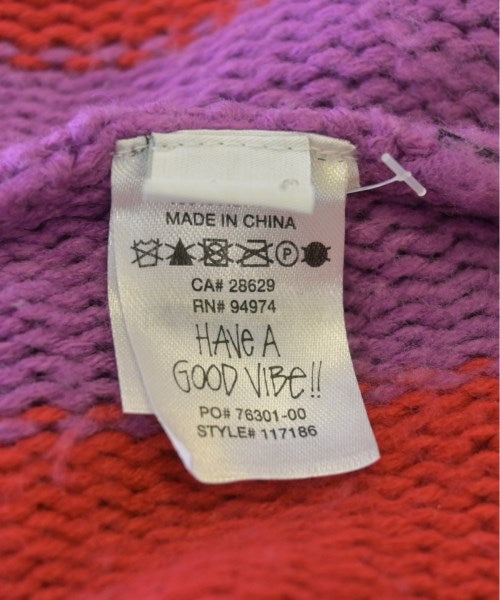 MADE IN CHINA
P
CA# 28629
RN# 94974
HAVE A
GOOD VIBE!!
PO# 76301-00
STYLE# 117186